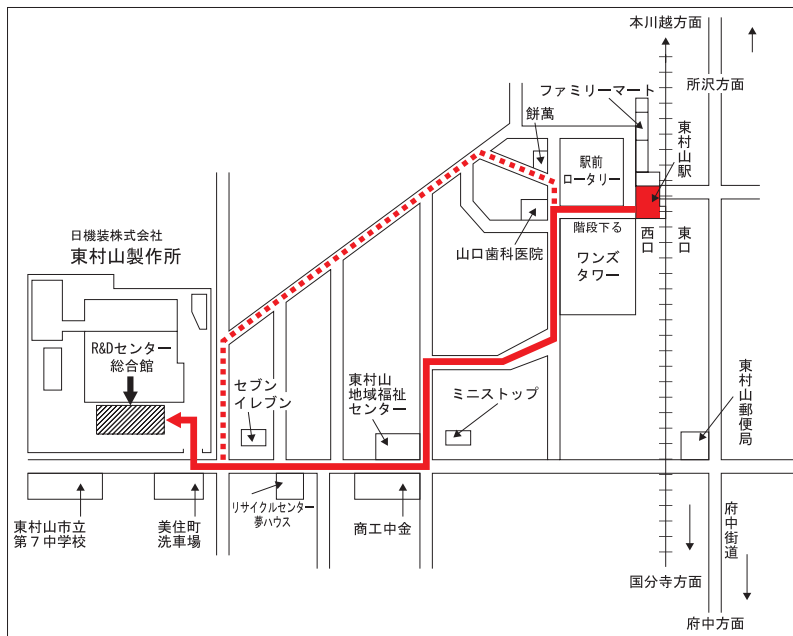 本川越方面
所沢方面
ファミリーマート
餅萬
東村山駅
駅前
ロータリー
日機装株式会社
東村山製作所
山口歯科医院
階段下る
ワンズ
タワー
西口
東口
R&Dセンター
総合館
セブン
イレブン
東村山
地域福祉
センター
ミニストップ
東村山郵便局
東村山市立
第7中学校
美住町
洗車場
リサイクルセンター
夢ハウス
商工中金
府中街道
国分寺方面
府中方面